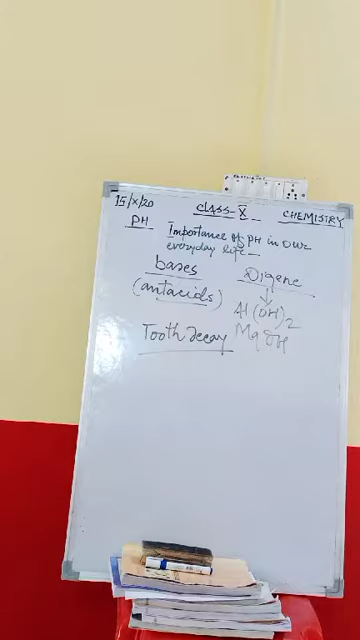 15/X/20 CLASS-X CHEMISTRY
PH Importance of PH in our
everyday life
bases Digene
(antacids) ↓
Al(OH)2
Tooth decay Mg OH